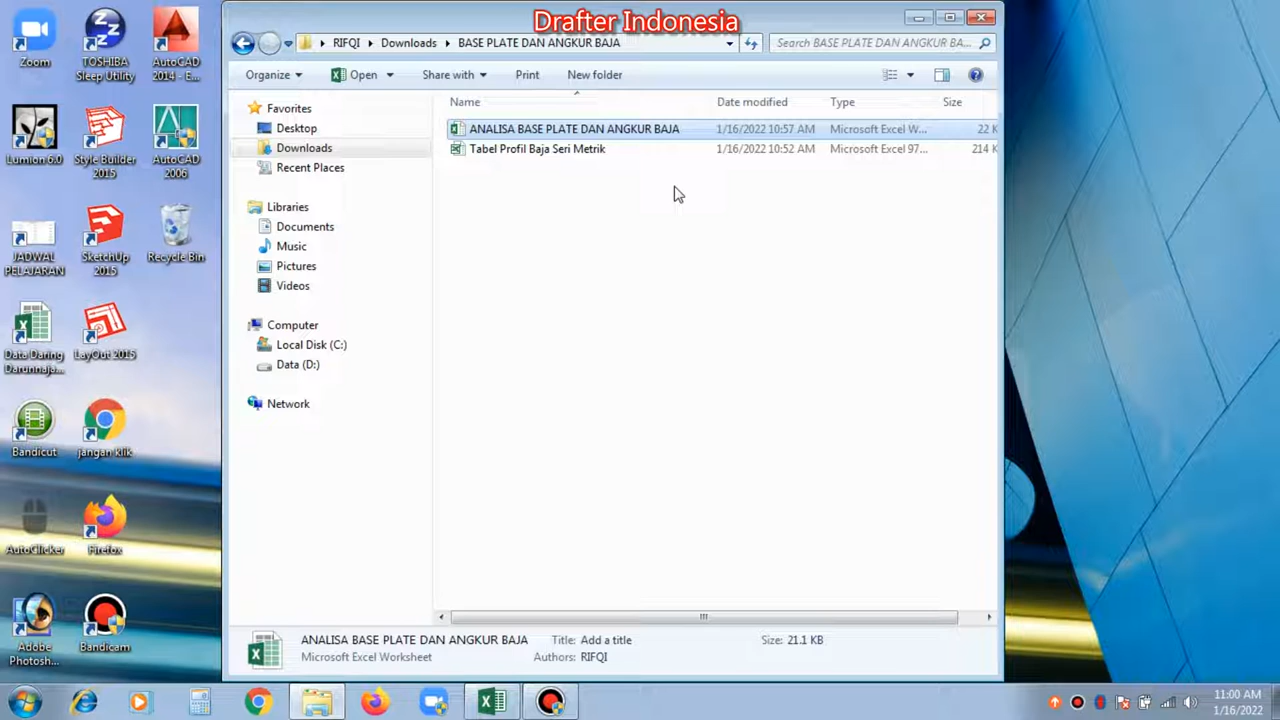 Drafter Indonesia
RIFQI Downloads BASE PLATE DAN ANGKUR BAJA
Search BASE PLATE DAN ANGKUR BA...
Organize Open Share with Print New folder
Name Date modified Type Size
ANALISA BASE PLATE DAN ANGKUR BAJA 1/16/2022 10:57 AM Microsoft Excel W... 22 K
Tabel Profil Baja Seri Metrik 1/16/2022 10:52 AM Microsoft Excel 97... 214 K
Favorites
Desktop
Downloads
Recent Places
Libraries
Documents
Music
Pictures
Videos
Computer
Local Disk (C:)
Data (D:)
Network
ANALISA BASE PLATE DAN ANGKUR BAJA Title: Add a title Size: 21.1 KB
Microsoft Excel Worksheet Authors: RIFQI
Zoom
TOSHIBA
Sleep Utility
AutoCAD
2014 - E...
Lumion 6.0
Style Builder
2015
AutoCAD
2006
JADWAL
PELAJARAN
SketchUp
2015
Recycle Bin
Data Daring
Darunnaja...
LayOut 2015
Bandicut
jangan klik
AutoClicker
Firefox
Adobe
Photosh...
Bandicam
11:00 AM
1/16/2022